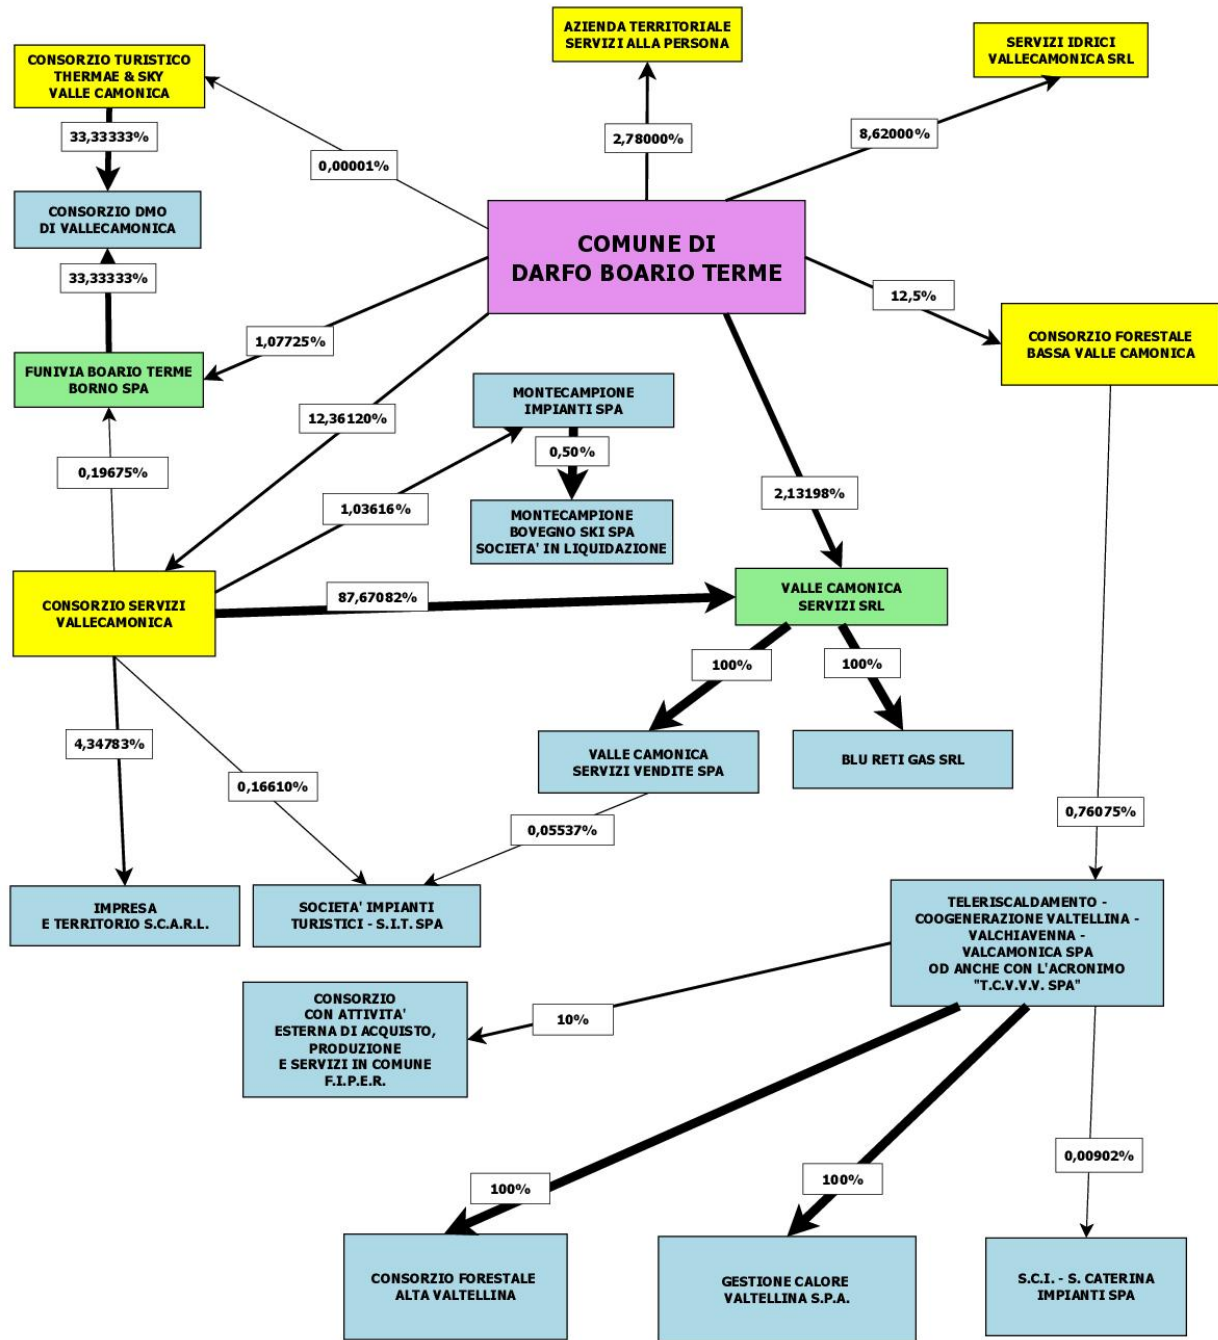 AZIENDA TERRITORIALE
SERVIZI ALLA PERSONA
SERVIZI IDRICI
VALLECAMONICA SRL
CONSORZIO TURISTICO
THERMAE & SKY
VALLE CAMONICA
33,33333%
0,00001%
2,78000%
8,62000%
CONSORZIO DMO
DI VALLECAMONICA
COMUNE DI
DARFO BOARIO TERME
33,33333%
12,5%
1,07725%
CONSORZIO FORESTALE
BASSA VALLE CAMONICA
FUNIVIA BOARIO TERME
BORNO SPA
MONTECAMPIONE
IMPIANTI SPA
12,36120%
0,50%
0,19675%
1,03616%
2,13198%
MONTECAMPIONE
BOVEGNO SKI SPA
SOCIETA' IN LIQUIDAZIONE
CONSORZIO SERVIZI
VALLECAMONICA
87,67082%
VALLE CAMONICA
SERVIZI SRL
100%
100%
4,34783%
0,16610%
VALLE CAMONICA
SERVIZI VENDITE SPA
BLU RETI GAS SRL
0,05537%
0,76075%
IMPRESA
E TERRITORIO S.C.A.R.L.
SOCIETA' IMPIANTI
TURISTICI - S.I.T. SPA
TELERISCALDAMENTO -
COOGENERAZIONE VALTELLINA -
VALCHIAVENNA -
VALCAMONICA SPA
OD ANCHE CON L'ACRONIMO
"T.C.V.V.V. SPA"
CONSORZIO
CON ATTIVITA'
ESTERNA DI ACQUISTO,
PRODUZIONE
E SERVIZI IN COMUNE
F.I.P.E.R.
10%
100%
100%
0,00902%
CONSORZIO FORESTALE
ALTA VALTELLINA
GESTIONE CALORE
VALTELLINA S.P.A.
S.C.I. - S. CATERINA
IMPIANTI SPA